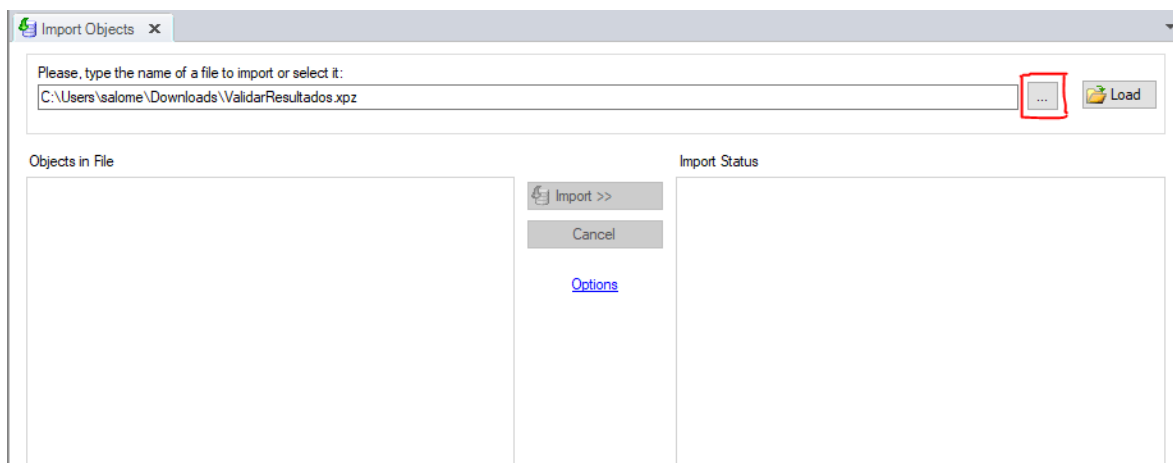 Import Objects
Please, type the name of a file to import or select it:
C:\Users\salome\Downloads\ValidarResultados.xpz
...
Load
Objects in File
Import Status
Import >>
Cancel
Options